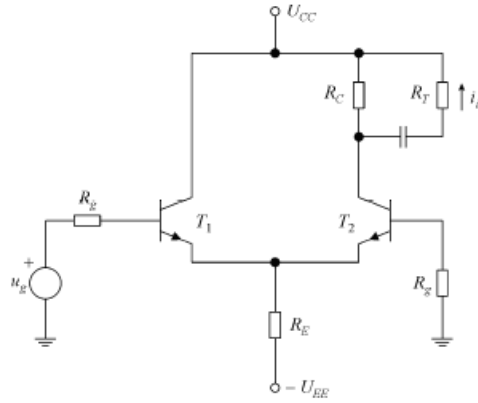 U_CC
R_C
R_T
i_i
R_g
T_1
T_2
+
u_g
R_g
R_E
– U_EE